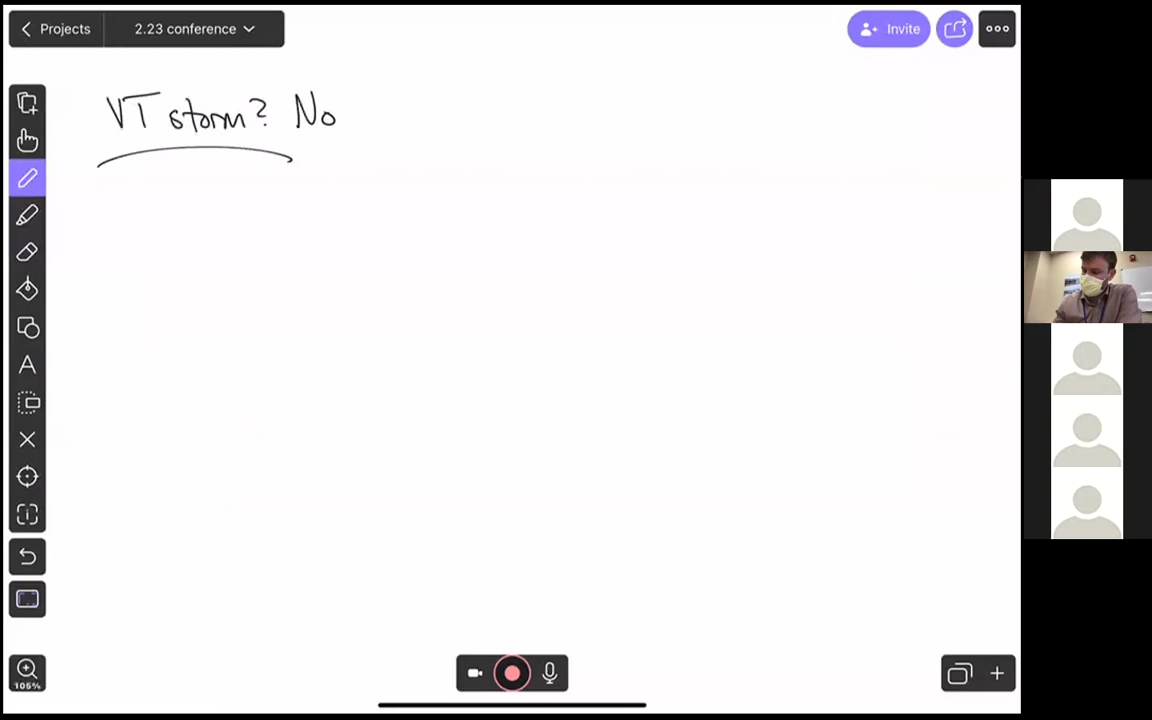 Projects
2.23 conference
Invite
VT storm? No
A
105%